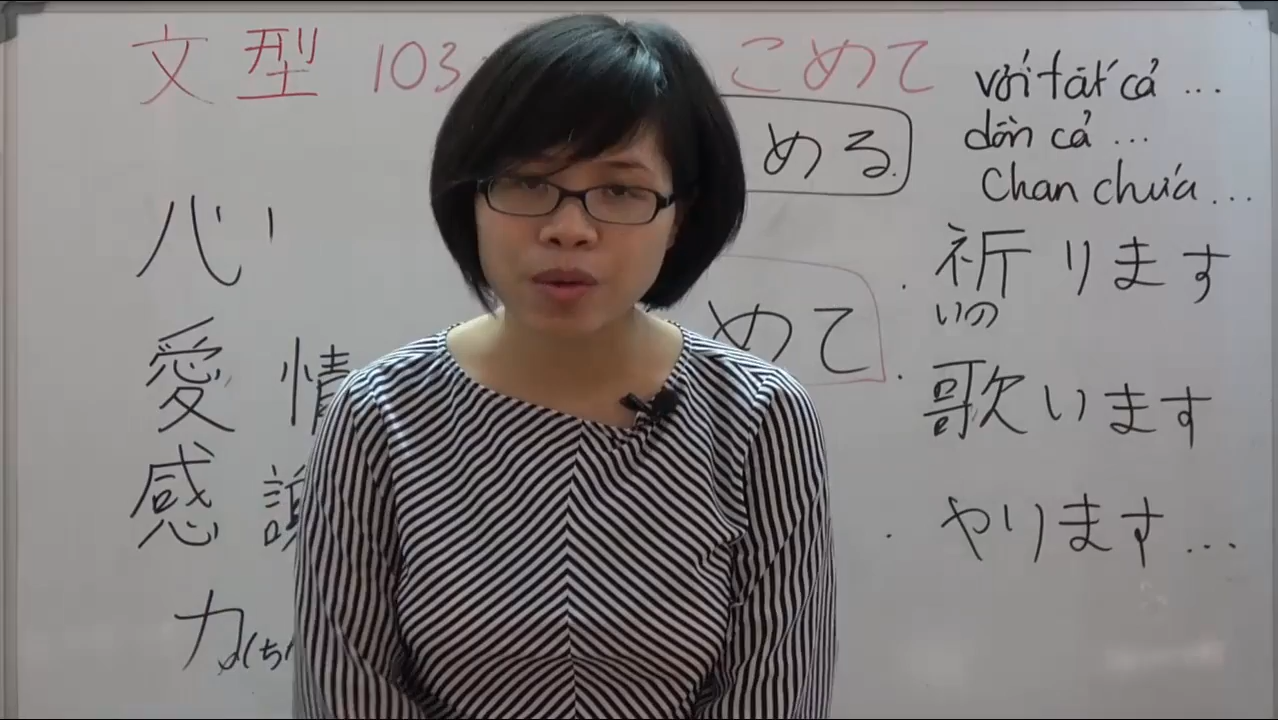 文型 103 こめて
với tất cả ...
める
dồn cả ...
Chan chứa ...
心
祈ります
いの
めて
愛情
歌います
感
やります...
力 (ち